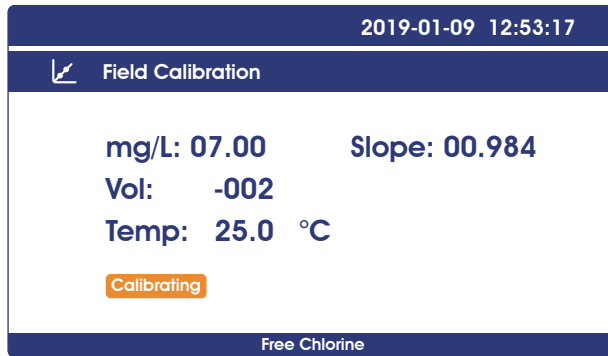 2019-01-09 12:53:17
Field Calibration
mg/L: 07.00 Slope: 00.984
Vol: -002
Temp: 25.0 °C
Calibrating
Free Chlorine